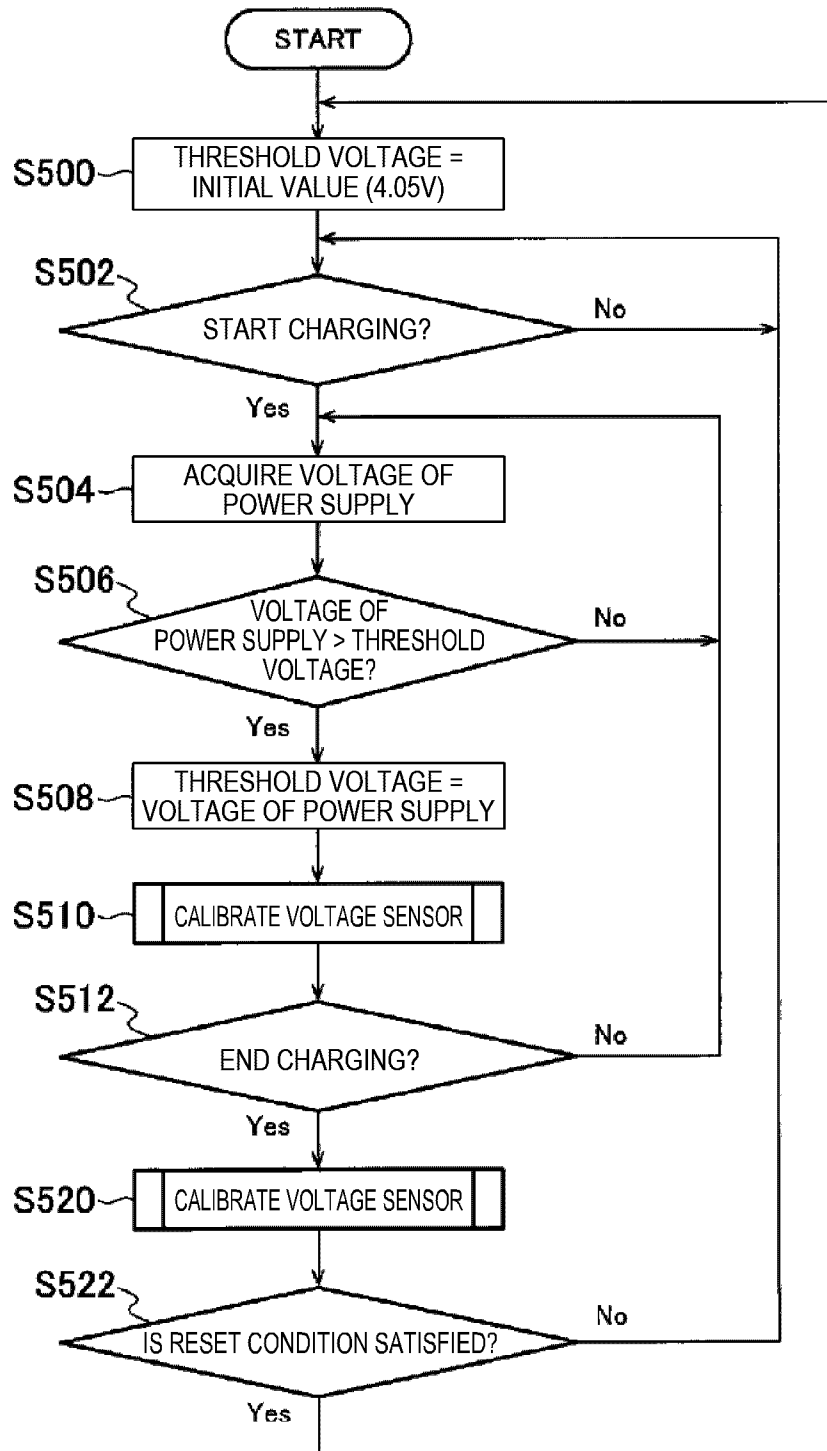 START
S500
THRESHOLD VOLTAGE =
INITIAL VALUE (4.05V)
S502
START CHARGING?
No
Yes
S504
ACQUIRE VOLTAGE OF
POWER SUPPLY
S506
VOLTAGE OF
POWER SUPPLY > THRESHOLD
VOLTAGE?
No
Yes
S508
THRESHOLD VOLTAGE =
VOLTAGE OF POWER SUPPLY
S510
CALIBRATE VOLTAGE SENSOR
S512
END CHARGING?
No
Yes
S520
CALIBRATE VOLTAGE SENSOR
S522
IS RESET CONDITION SATISFIED?
No
Yes